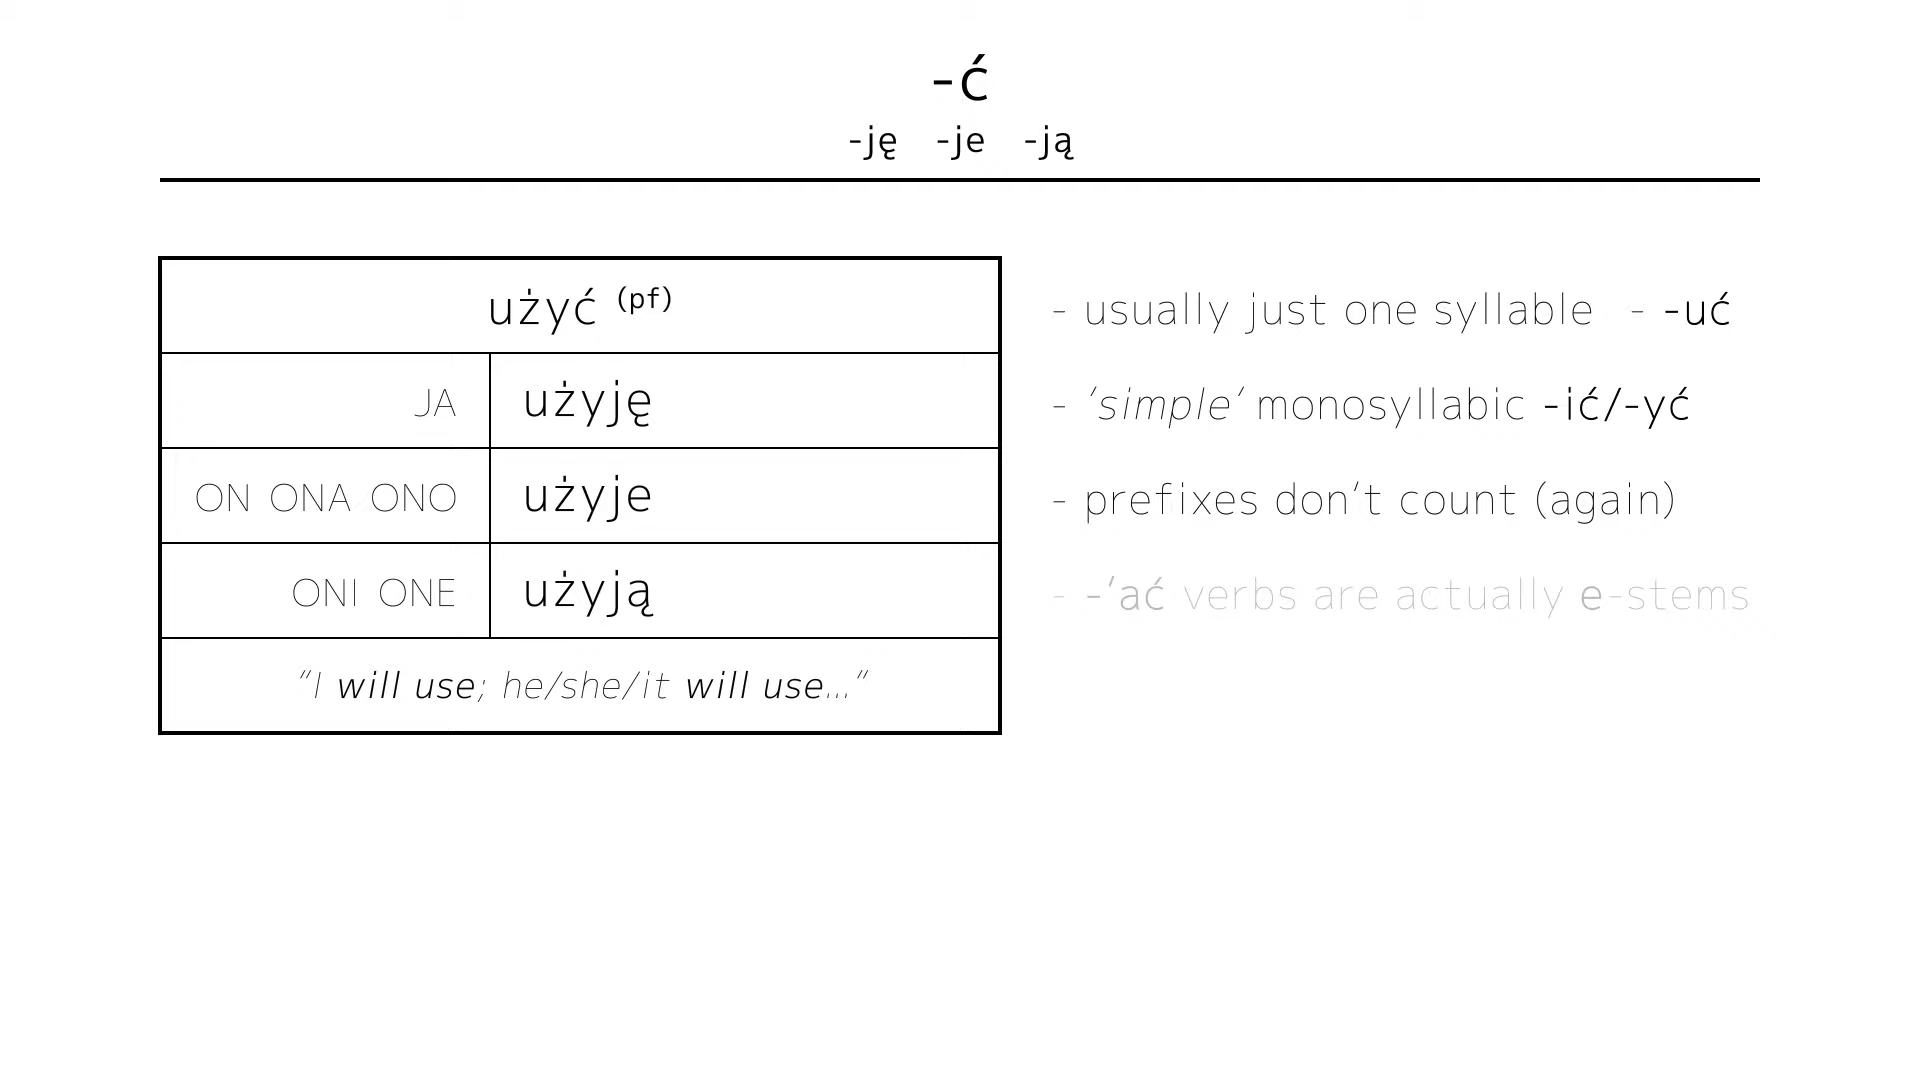 -ć
-ję -je -ją
użyć (pf)
JA użyję
ON ONA ONO użyje
ONI ONE użyją
"I will use; he/she/it will use..."
- usually just one syllable - -uć
- 'simple' monosyllabic -ić/-yć
- prefixes don't count (again)
- -'ać verbs are actually e-stems